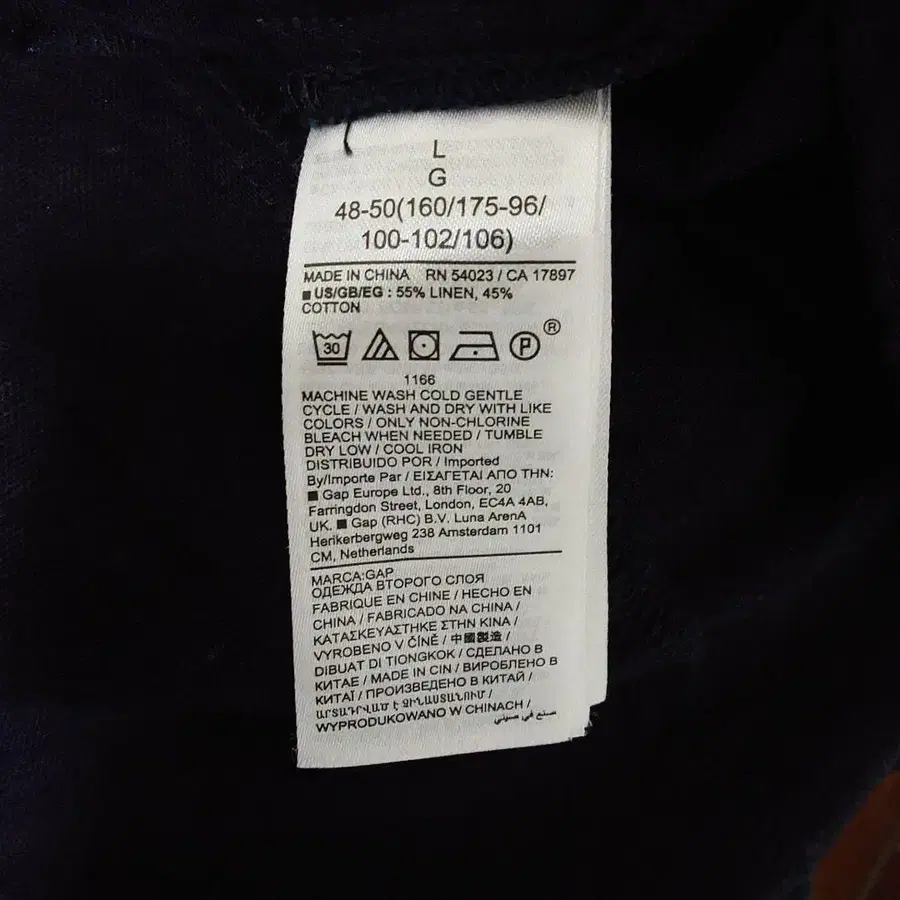 L
G
48-50(160/175-96/
100-102/106)
MADE IN CHINA RN 54023 / CA 17897
■ US/GB/EG : 55% LINEN, 45%
COTTON
30 P ®
1166
MACHINE WASH COLD GENTLE
CYCLE / WASH AND DRY WITH LIKE
COLORS / ONLY NON-CHLORINE
BLEACH WHEN NEEDED / TUMBLE
DRY LOW / COOL IRON
DISTRIBUIDO POR / Imported
By/Importe Par / ΕΙΣΑΓΕΤΑΙ ΑΠΟ ΤΗΝ:
■ Gap Europe Ltd., 8th Floor, 20
Farringdon Street, London, EC4A 4AB,
UK. ■ Gap (RHC) B.V. Luna ArenA
Herikerbergweg 238 Amsterdam 1101
CM, Netherlands
MARCA:GAP
ОДЕЖДА ВТОРОГО СЛОЯ
FABRIQUE EN CHINE / HECHO EN
CHINA / FABRICADO NA CHINA /
ΚΑΤΑΣΚΕΥΑΣΤΗΚΕ ΣΤΗΝ ΚΙΝΑ /
VYROBENO V ČÍNĚ / 中國製造 /
DIBUAT DI TIONGKOK / СДЕЛАНО В
КИТАЕ / MADE IN CIN / ВИРОБЛЕНО В
КИТАЇ / ПРОИЗВЕДЕНО В КИТАЙ /
ԱՐՏԱԴՐՎԱԾ Է ՉԻՆԱՍՏԱՆՈՒՄ /
WYPRODUKOWANO W CHINACH / صنع في صيني